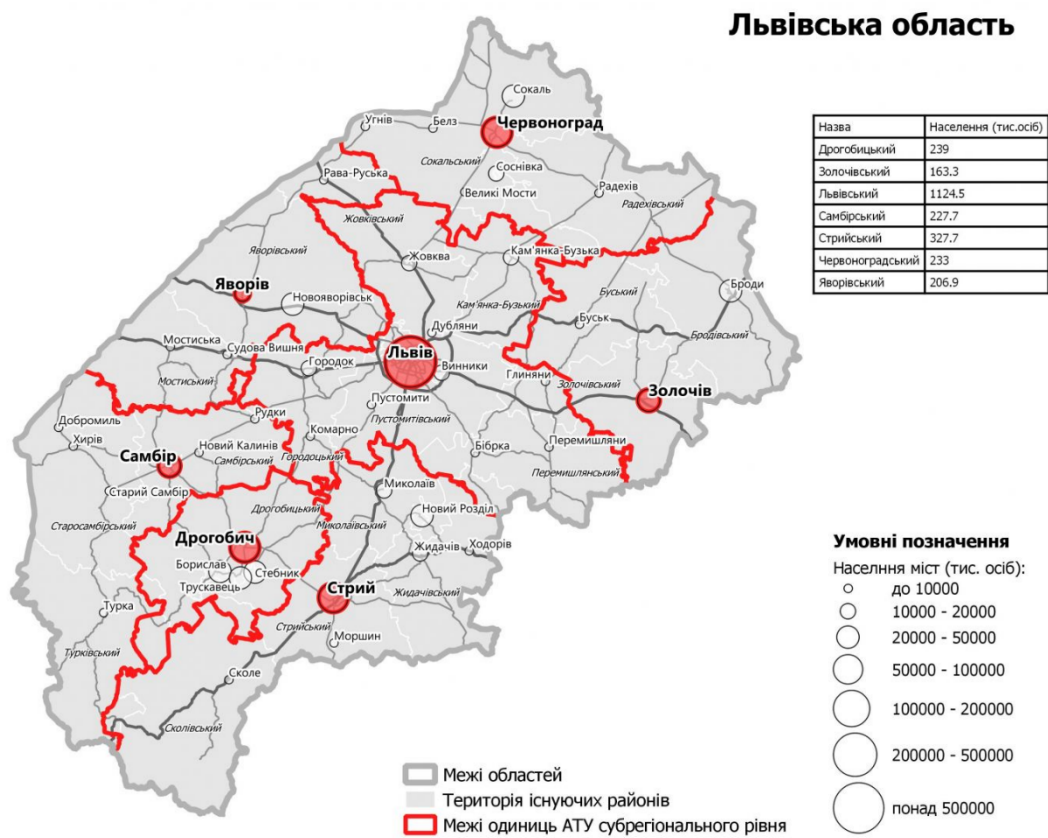 Львівська область
Назва Населення (тис.осіб)
Дрогобицький 239
Золочівський 163.3
Львівський 1124.5
Самбірський 227.7
Стрийський 327.7
Червоноградський 233
Яворівський 206.9
Сокаль
Угнів
Белз
Червоноград
Сокальський
Соснівка
Рава-Руська
Великі Мости
Радехів
Радехівський
Жовківський
Яворівський
Жовква
Кам'янка-Бузька
Яворів
Новояворівськ
Кам'янка-Бузький
Буський
Броди
Дубляни
Буськ
Бродівський
Мостиська
Судова Вишня
Львів
Городок
Винники
Глиняни
Золочівський
Мостиський
Золочів
Пустомити
Пустомитівський
Рудки
Добромиль
Хирів
Комарно
Новий Калинів
Бібрка
Перемишляни
Самбір
Самбірський
Городоцький
Перемишлянський
Старий Самбір
Миколаїв
Дрогобицький
Новий Розділ
Старосамбірський
Миколаївський
Дрогобич
Жидачів
Ходорів
Борислав
Стебник
Трускавець
Стрий
Жидачівський
Турка
Стрийський
Моршин
Турківський
Сколе
Сколівський
Умовні позначення
Населння міст (тис. осіб):
до 10000
10000 - 20000
20000 - 50000
50000 - 100000
100000 - 200000
200000 - 500000
понад 500000
Межі областей
Територія існуючих районів
Межі одиниць АТУ субрегіонального рівня